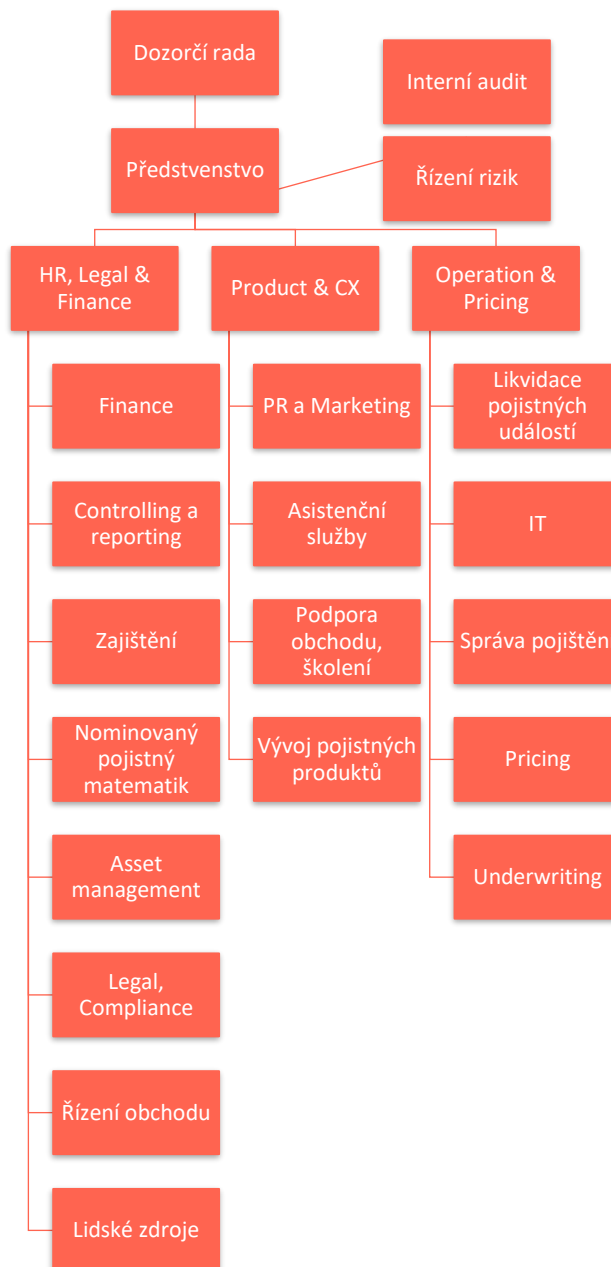 Dozorčí rada
Interní audit
Představenstvo
Řízení rizik
HR, Legal &
Finance
Product & CX
Operation &
Pricing
Finance
Controlling a
reporting
Zajištění
Nominovaný
pojistný
matematik
Asset
management
Legal,
Compliance
Řízení obchodu
Lidské zdroje
PR a Marketing
Asistenční
služby
Podpora
obchodu,
školení
Vývoj pojistných
produktů
Likvidace
pojistných
událostí
IT
Správa pojištěn
Pricing
Underwriting